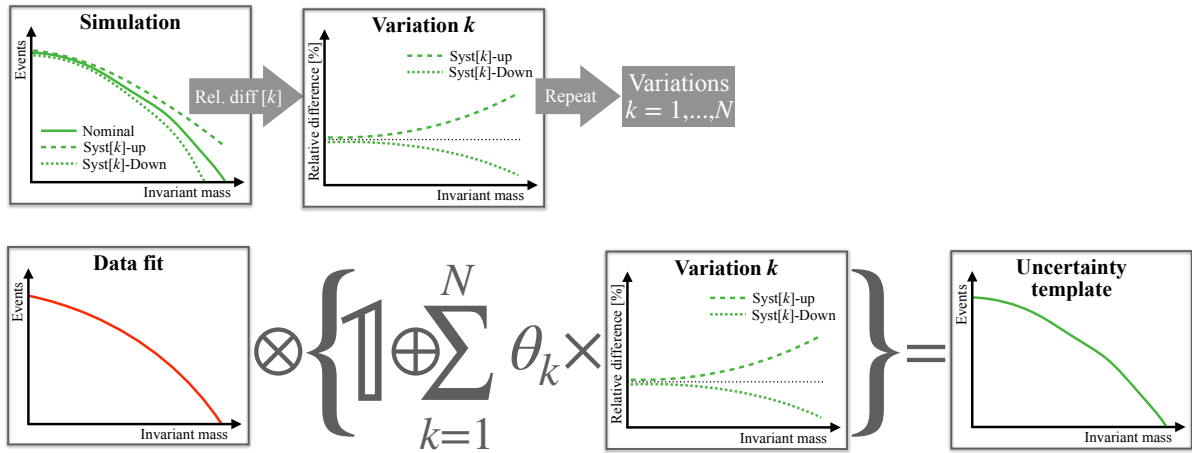 Simulation
Events
Nominal
Syst[k]-up
Syst[k]-Down
Invariant mass
Rel. diff [k]
Variation k
Relative difference [%]
Syst[k]-up
Syst[k]-Down
Invariant mass
Repeat
Variations
k = 1,...,N
Data fit
Events
Invariant mass
⊗ { 𝟙 ⊕
N
∑ θk ×
k=1
Variation k
Relative difference [%]
Syst[k]-up
Syst[k]-Down
Invariant mass
} =
Uncertainty
template
Events
Invariant mass